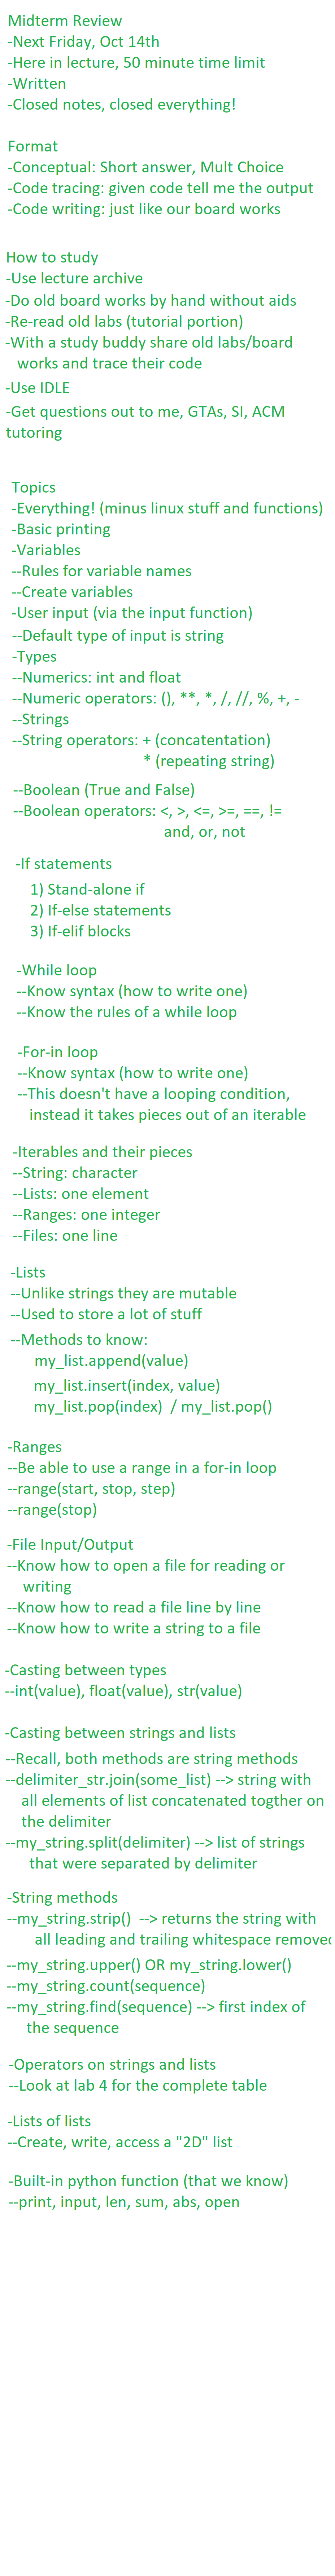 Midterm Review
-Next Friday, Oct 14th
-Here in lecture, 50 minute time limit
-Written
-Closed notes, closed everything!
Format
-Conceptual: Short answer, Mult Choice
-Code tracing: given code tell me the output
-Code writing: just like our board works
How to study
-Use lecture archive
-Do old board works by hand without aids
-Re-read old labs (tutorial portion)
-With a study buddy share old labs/board
works and trace their code
-Use IDLE
-Get questions out to me, GTAs, SI, ACM
tutoring
Topics
-Everything! (minus linux stuff and functions)
-Basic printing
-Variables
--Rules for variable names
--Create variables
-User input (via the input function)
--Default type of input is string
-Types
--Numerics: int and float
--Numeric operators: (), **, *, /, //, %, +, -
--Strings
--String operators: + (concatentation)
* (repeating string)
--Boolean (True and False)
--Boolean operators: <, >, <=, >=, ==, !=
and, or, not
-If statements
1) Stand-alone if
2) If-else statements
3) If-elif blocks
-While loop
--Know syntax (how to write one)
--Know the rules of a while loop
-For-in loop
--Know syntax (how to write one)
--This doesn't have a looping condition,
instead it takes pieces out of an iterable
-Iterables and their pieces
--String: character
--Lists: one element
--Ranges: one integer
--Files: one line
-Lists
--Unlike strings they are mutable
--Used to store a lot of stuff
--Methods to know:
my_list.append(value)
my_list.insert(index, value)
my_list.pop(index) / my_list.pop()
-Ranges
--Be able to use a range in a for-in loop
--range(start, stop, step)
--range(stop)
-File Input/Output
--Know how to open a file for reading or
writing
--Know how to read a file line by line
--Know how to write a string to a file
-Casting between types
--int(value), float(value), str(value)
-Casting between strings and lists
--Recall, both methods are string methods
--delimiter_str.join(some_list) --> string with
all elements of list concatenated togther on
the delimiter
--my_string.split(delimiter) --> list of strings
that were separated by delimiter
-String methods
--my_string.strip() --> returns the string with
all leading and trailing whitespace removed
--my_string.upper() OR my_string.lower()
--my_string.count(sequence)
--my_string.find(sequence) --> first index of
the sequence
-Operators on strings and lists
--Look at lab 4 for the complete table
-Lists of lists
--Create, write, access a "2D" list
-Built-in python function (that we know)
--print, input, len, sum, abs, open